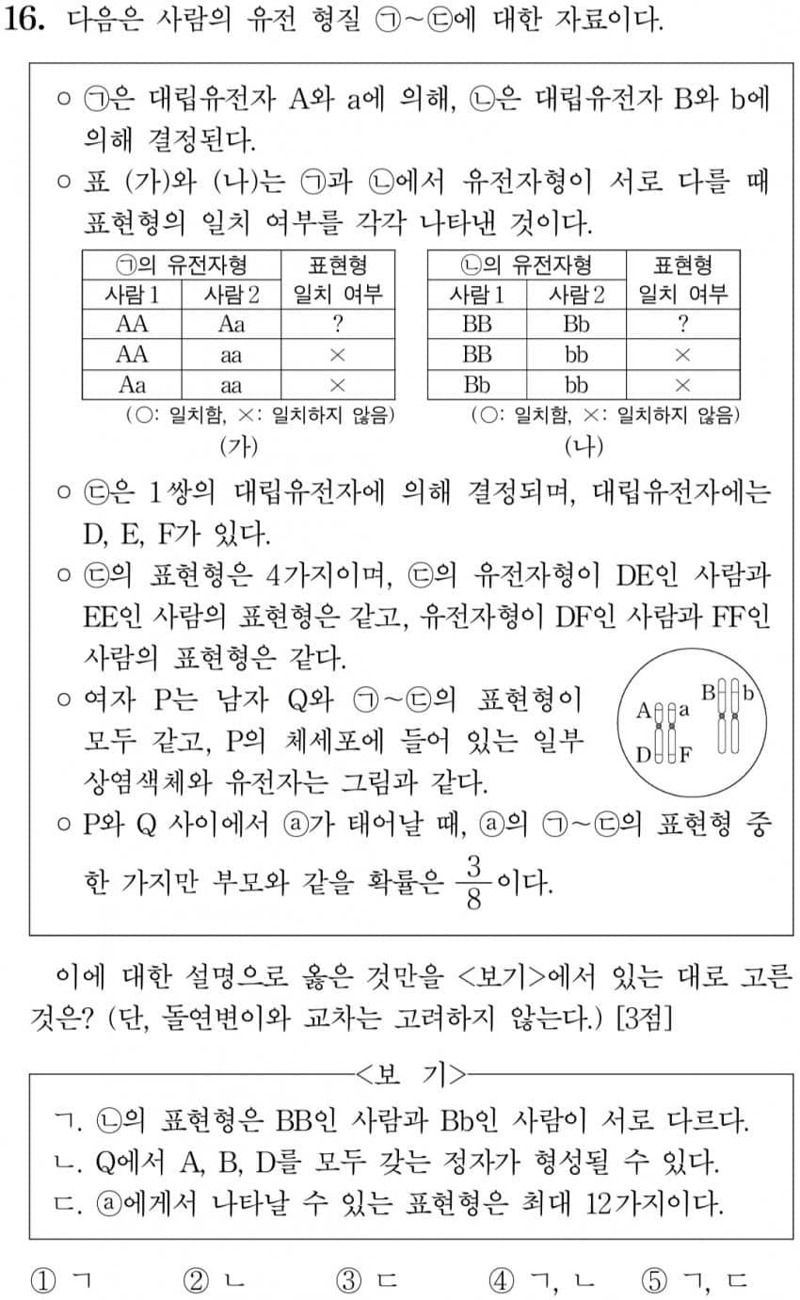 16. 다음은 사람의 유전 형질 ㉠~㉢에 대한 자료이다.
○ ㉠은 대립유전자 A와 a에 의해, ㉡은 대립유전자 B와 b에
의해 결정된다.
○ 표 (가)와 (나)는 ㉠과 ㉡에서 유전자형이 서로 다를 때
표현형의 일치 여부를 각각 나타낸 것이다.
㉠의 유전자형 표현형
사람1 사람2 일치 여부
AA Aa ?
AA aa ×
Aa aa ×
(○: 일치함, ×: 일치하지 않음)
(가)
㉡의 유전자형 표현형
사람1 사람2 일치 여부
BB Bb ?
BB bb ×
Bb bb ×
(○: 일치함, ×: 일치하지 않음)
(나)
○ ㉢은 1쌍의 대립유전자에 의해 결정되며, 대립유전자에는
D, E, F가 있다.
○ ㉢의 표현형은 4가지이며, ㉢의 유전자형이 DE인 사람과
EE인 사람의 표현형은 같고, 유전자형이 DF인 사람과 FF인
사람의 표현형은 같다.
○ 여자 P는 남자 Q와 ㉠~㉢의 표현형이
모두 같고, P의 체세포에 들어 있는 일부
상염색체와 유전자는 그림과 같다.
A a B b
D F
○ P와 Q 사이에서 ⓐ가 태어날 때, ⓐ의 ㉠~㉢의 표현형 중
한 가지만 부모와 같을 확률은 3/8이다.
이에 대한 설명으로 옳은 것만을 <보기>에서 있는 대로 고른
것은? (단, 돌연변이와 교차는 고려하지 않는다.) [3점]
<보 기>
ㄱ. ㉡의 표현형은 BB인 사람과 Bb인 사람이 서로 다르다.
ㄴ. Q에서 A, B, D를 모두 갖는 정자가 형성될 수 있다.
ㄷ. ⓐ에게서 나타날 수 있는 표현형은 최대 12가지이다.
① ㄱ ② ㄴ ③ ㄷ ④ ㄱ, ㄴ ⑤ ㄱ, ㄷ